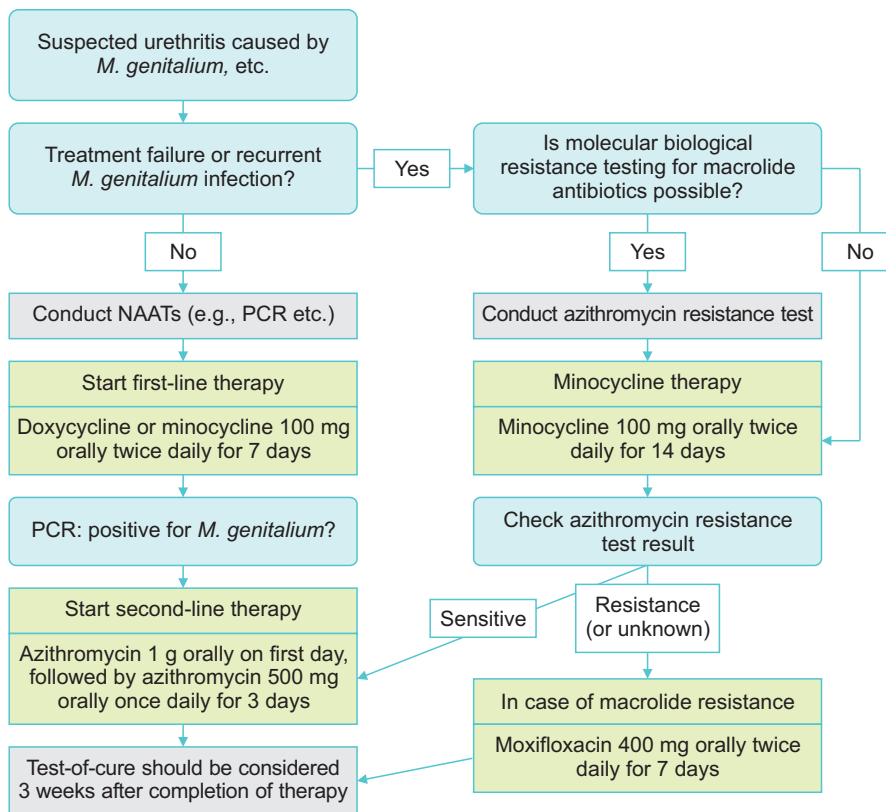 Suspected urethritis caused by
M. genitalium, etc.
Treatment failure or recurrent
M. genitalium infection?
Yes
Is molecular biological
resistance testing for macrolide
antibiotics possible?
No
Yes
No
Conduct NAATs (e.g., PCR etc.)
Conduct azithromycin resistance test
Start first-line therapy
Doxycycline or minocycline 100 mg
orally twice daily for 7 days
Minocycline therapy
Minocycline 100 mg orally twice
daily for 14 days
PCR: positive for M. genitalium?
Check azithromycin resistance
test result
Sensitive
Resistance
(or unknown)
Start second-line therapy
Azithromycin 1 g orally on first day,
followed by azithromycin 500 mg
orally once daily for 3 days
In case of macrolide resistance
Moxifloxacin 400 mg orally twice
daily for 7 days
Test-of-cure should be considered
3 weeks after completion of therapy